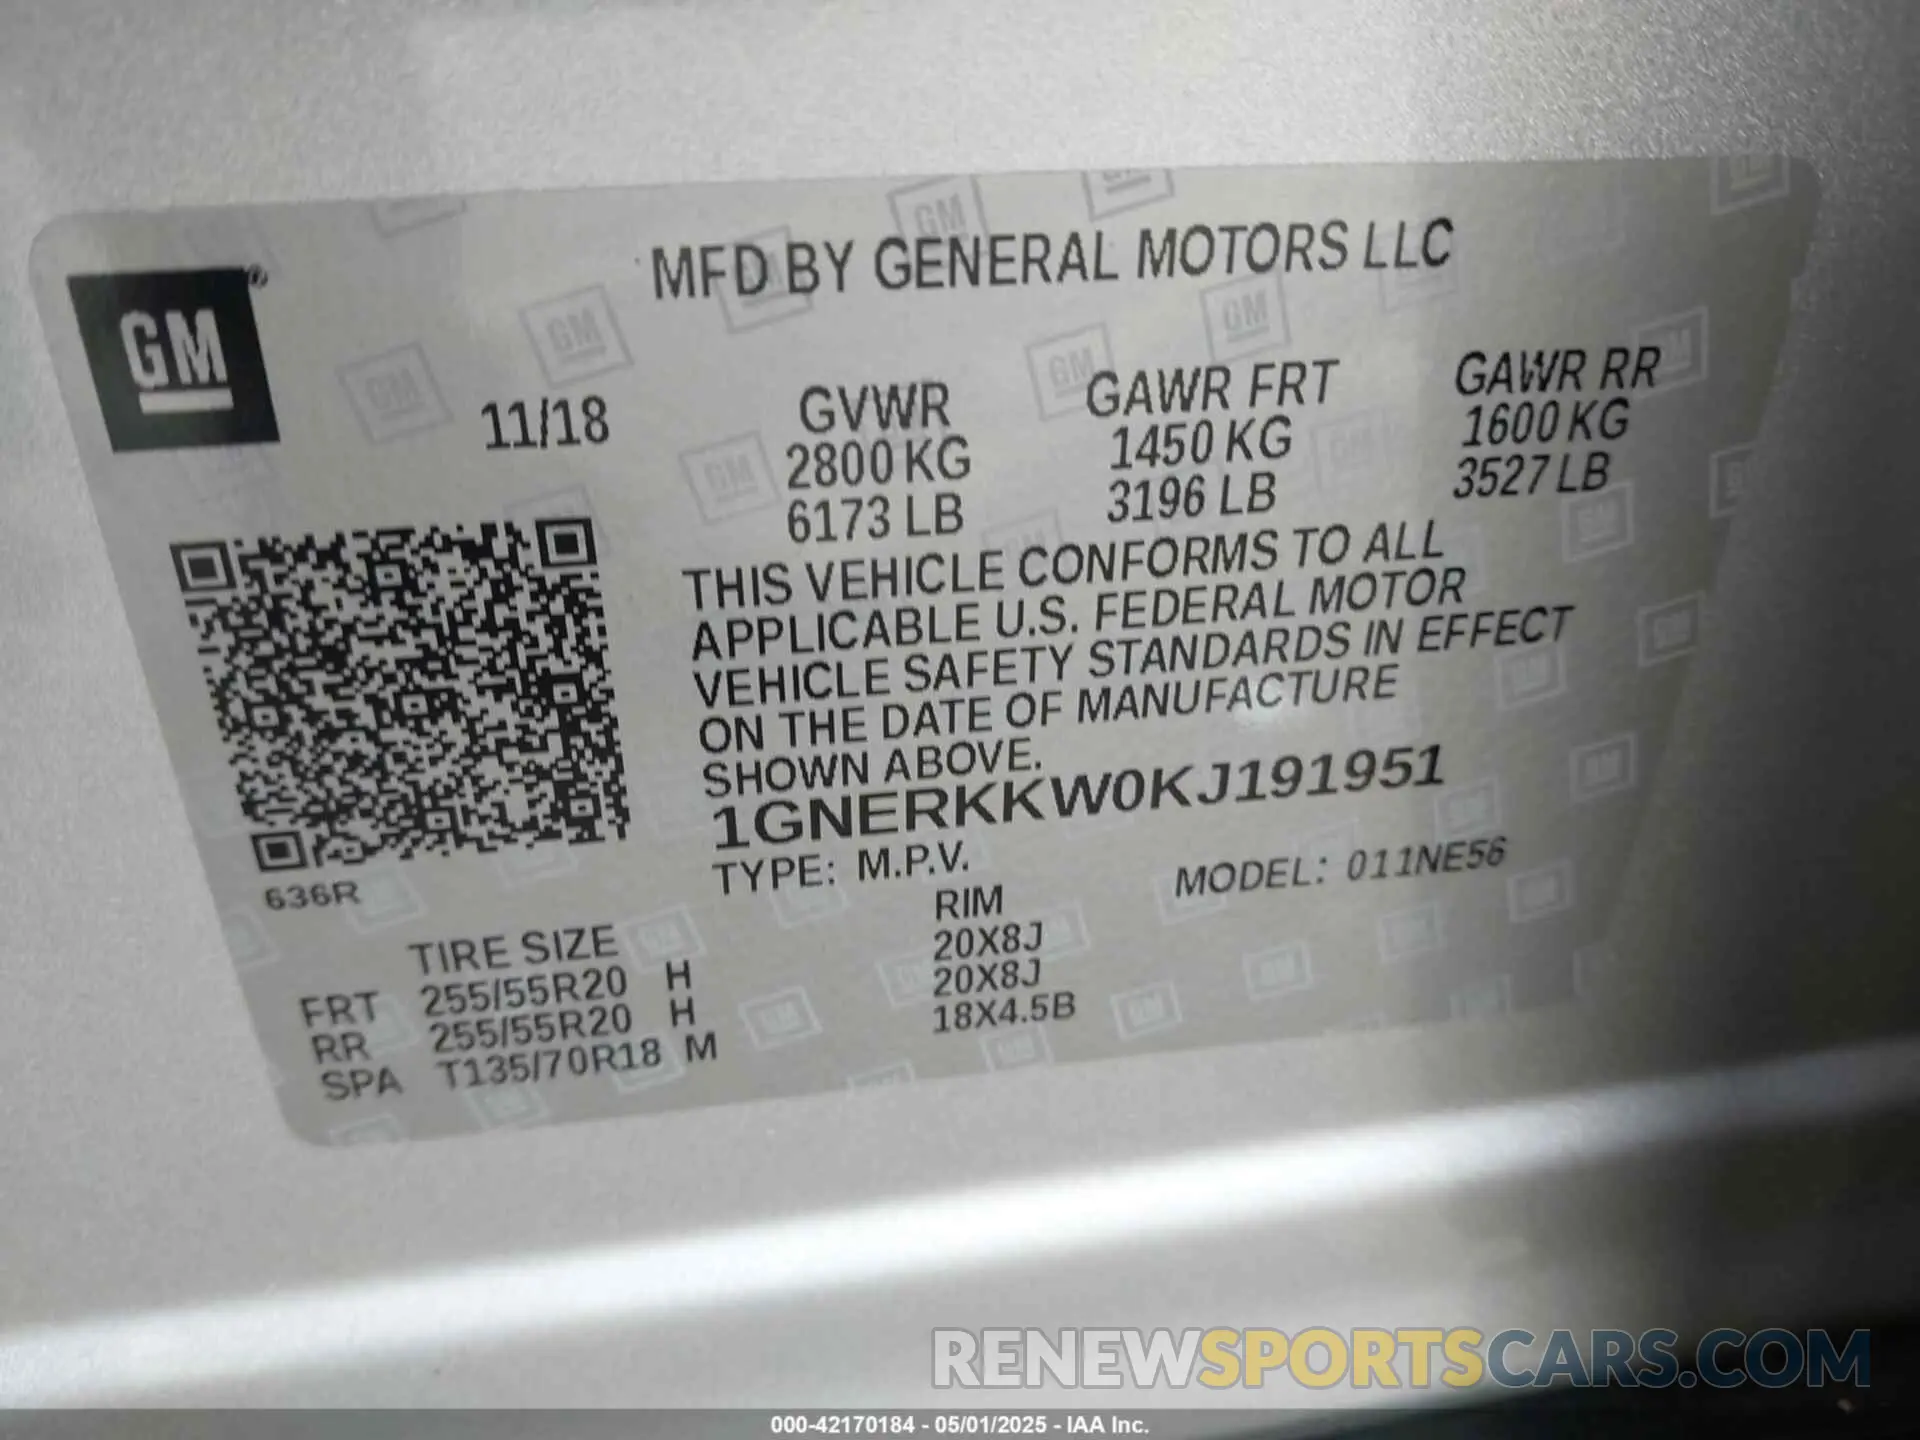 MFD BY GENERAL MOTORS LLC
GM®
11/18
GVWR
2800 KG
6173 LB
GAWR FRT
1450 KG
3196 LB
GAWR RR
1600 KG
3527 LB
THIS VEHICLE CONFORMS TO ALL
APPLICABLE U.S. FEDERAL MOTOR
VEHICLE SAFETY STANDARDS IN EFFECT
ON THE DATE OF MANUFACTURE
SHOWN ABOVE.
1GNERKKW0KJ191951
TYPE: M.P.V.
MODEL: 011NE56
636R
TIRE SIZE RIM
FRT 255/55R20 H 20X8J
RR 255/55R20 H 20X8J
SPA T135/70R18 M 18X4.5B
RENEWSPORTSCARS.COM
000-42170184 - 05/01/2025 - IAA Inc.